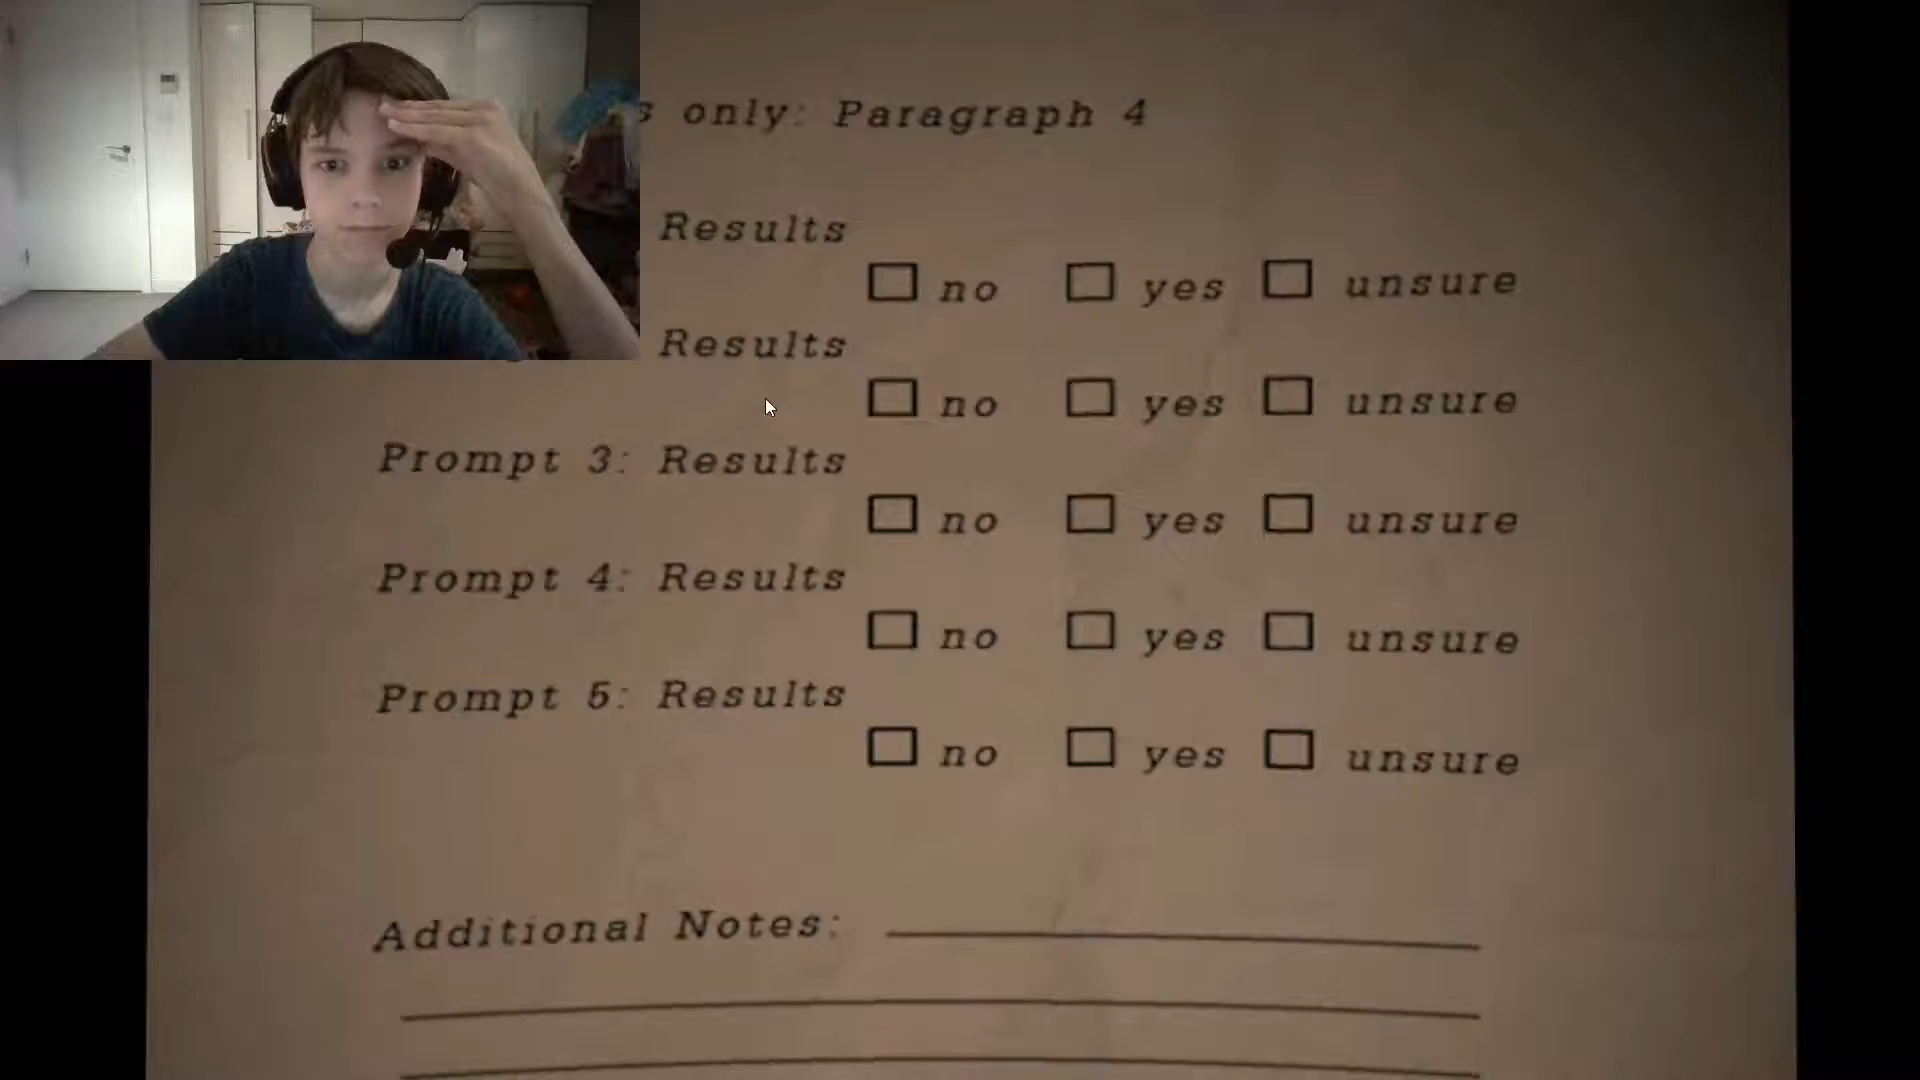 only: Paragraph 4
Results
no yes unsure
Results
no yes unsure
Prompt 3: Results
no yes unsure
Prompt 4: Results
no yes unsure
Prompt 5: Results
no yes unsure
Additional Notes: